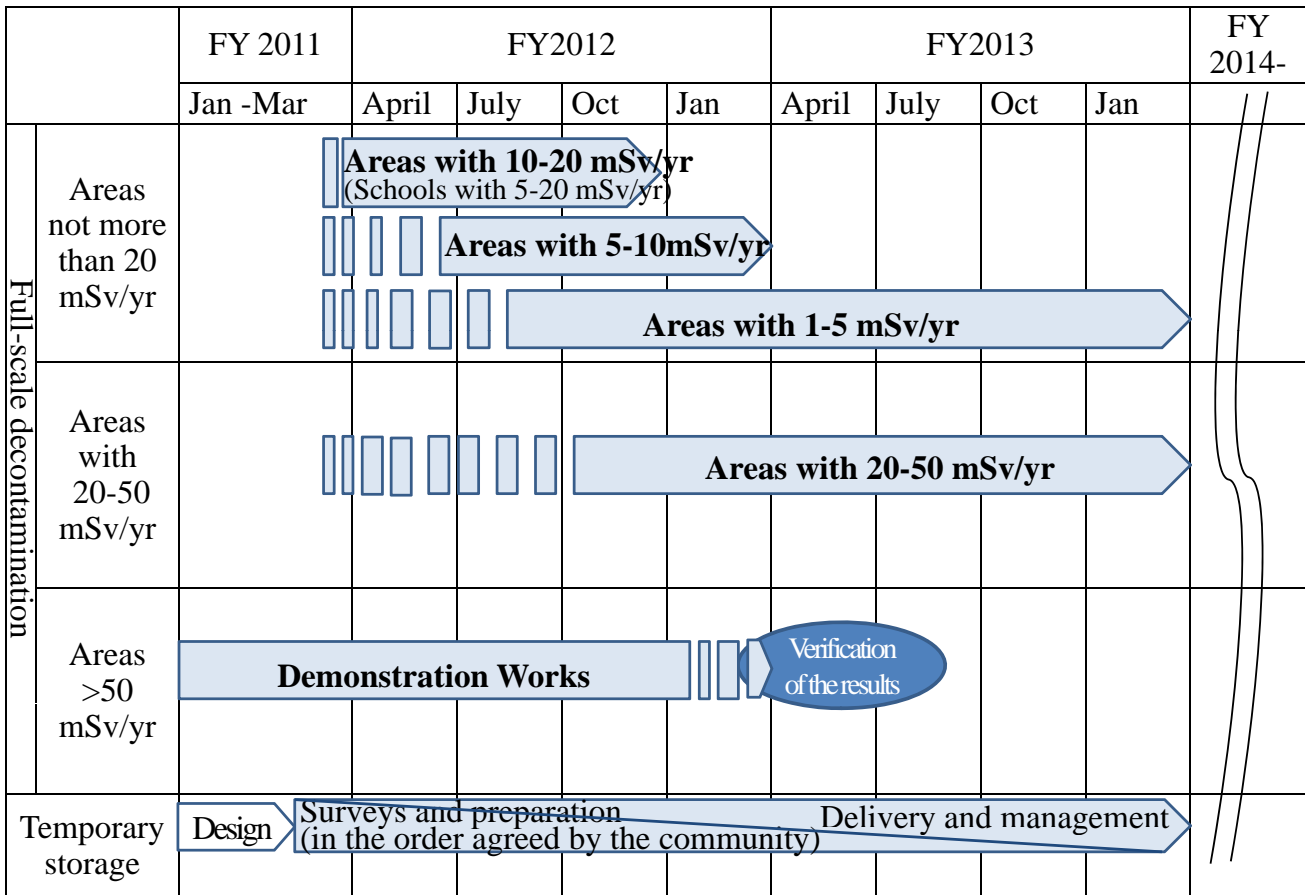 FY 2011
FY2012
FY2013
FY
2014-
Jan -Mar
April
July
Oct
Jan
April
July
Oct
Jan
Full-scale decontamination
Areas
not more
than 20
mSv/yr
Areas with 10-20 mSv/yr
(Schools with 5-20 mSv/yr)
Areas with 5-10mSv/yr
Areas with 1-5 mSv/yr
Areas
with
20-50
mSv/yr
Areas with 20-50 mSv/yr
Areas
>50
mSv/yr
Demonstration Works
Verification
of the results
Temporary
storage
Design
Surveys and preparation
(in the order agreed by the community)
Delivery and management